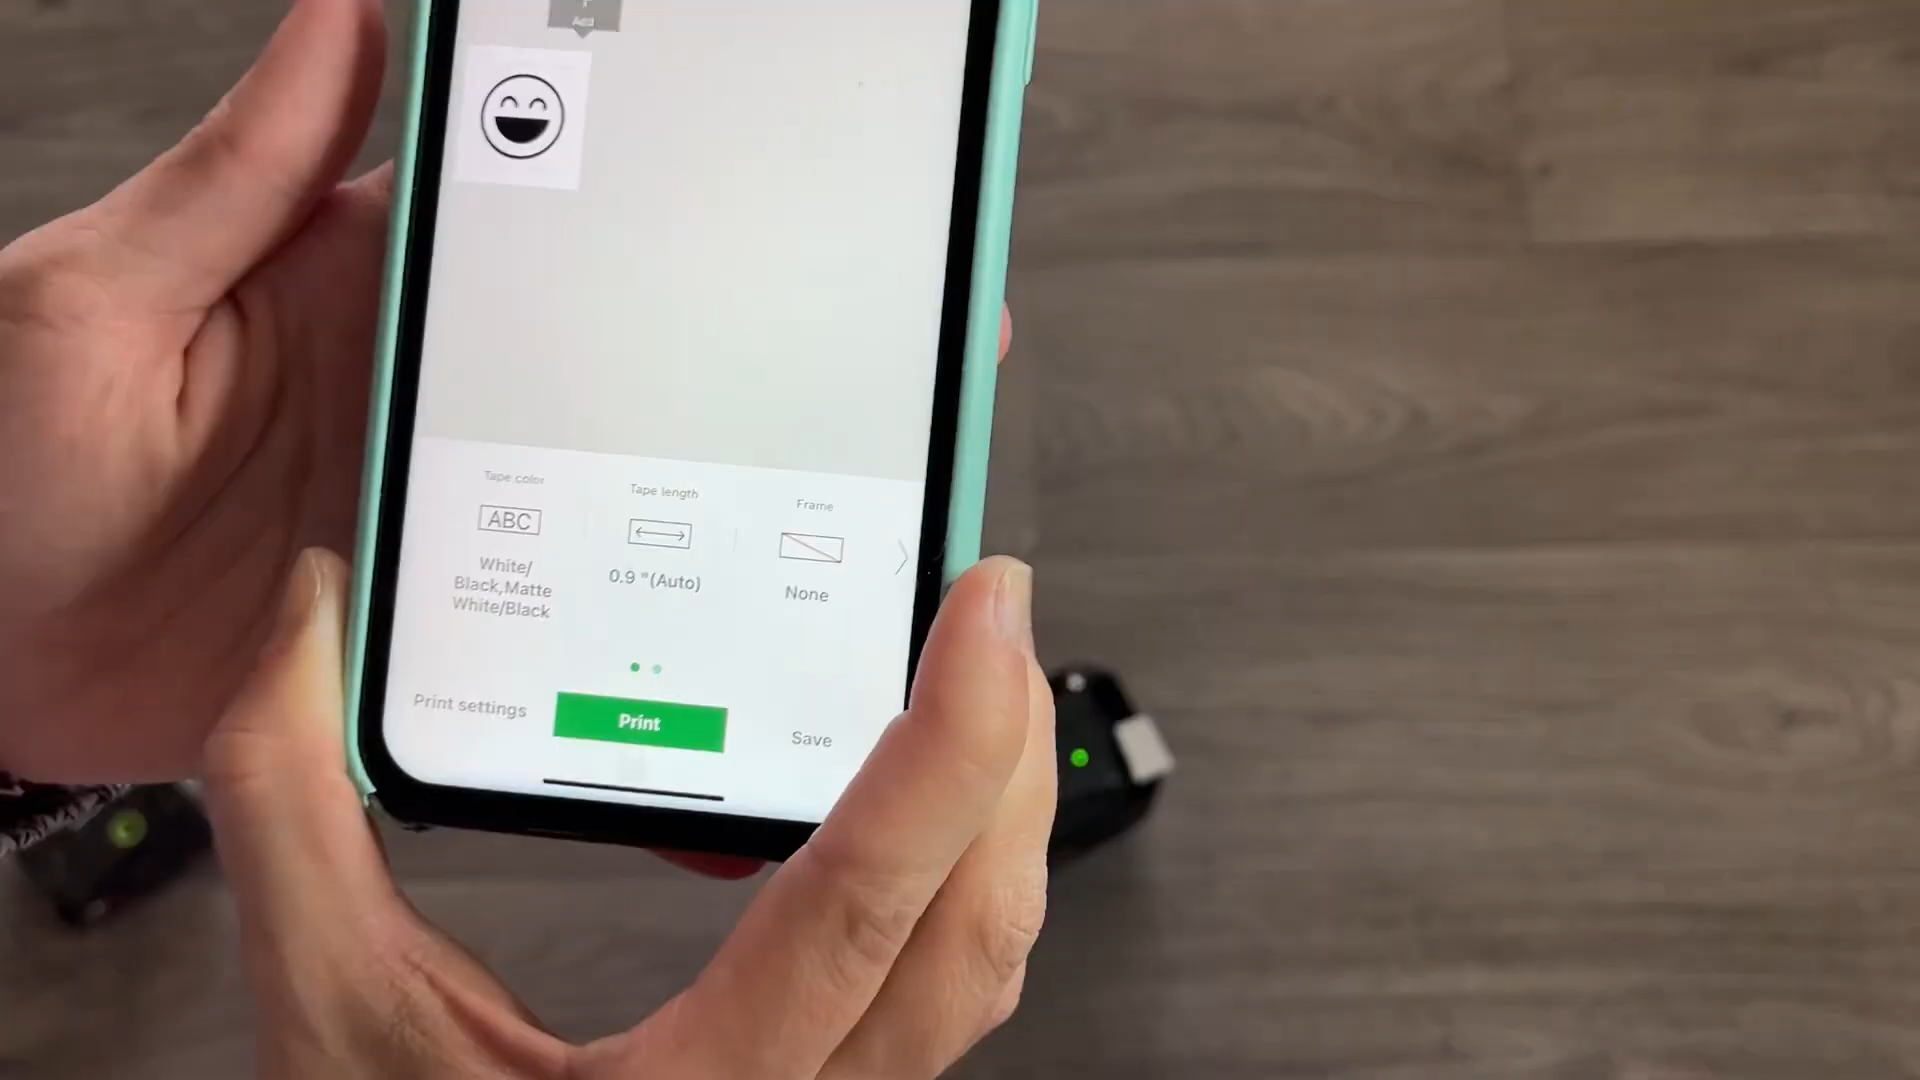 Add
Tape color
Tape length
Frame
ABC
White/
Black,Matte
White/Black
0.9 "(Auto)
None
Print settings
Print
Save